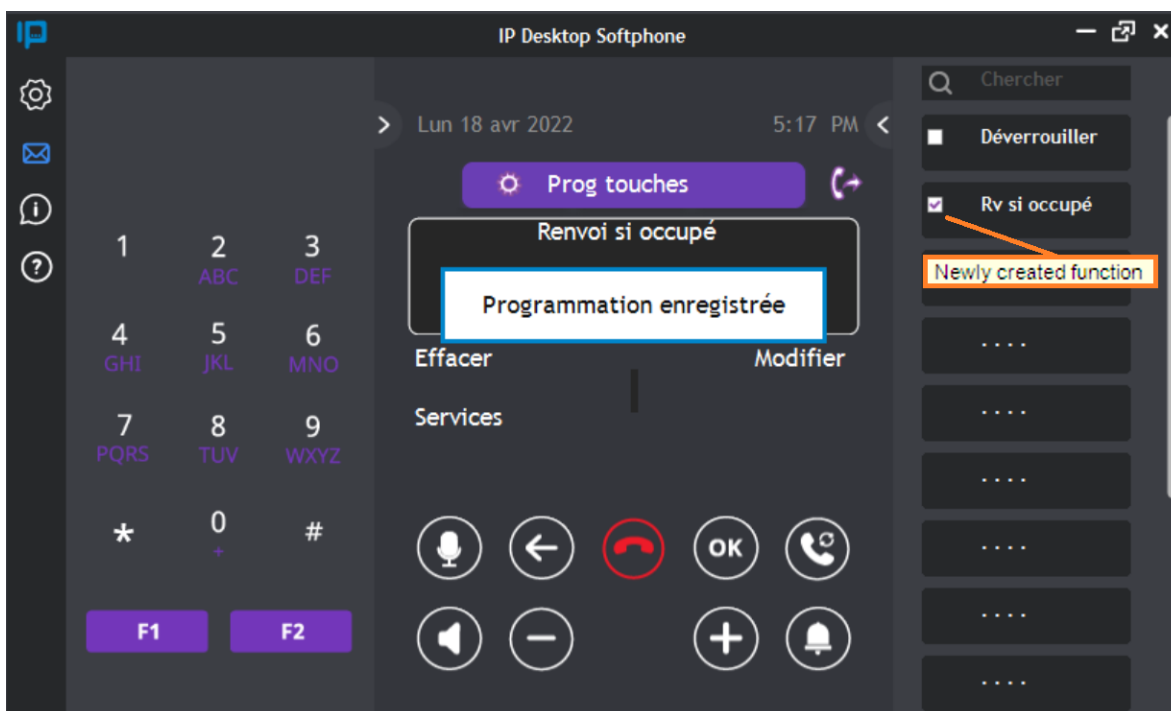 IP
IP Desktop Softphone
Chercher
Lun 18 avr 2022 5:17 PM
Déverrouiller
Prog touches
Rv si occupé
Renvoi si occupé
Newly created function
Programmation enregistrée
Effacer Modifier
Services
1 2 3
ABC DEF
4 5 6
GHI JKL MNO
7 8 9
PQRS TUV WXYZ
* 0 #
+
F1 F2
OK
. . . .
. . . .
. . . .
. . . .
. . . .
. . . .